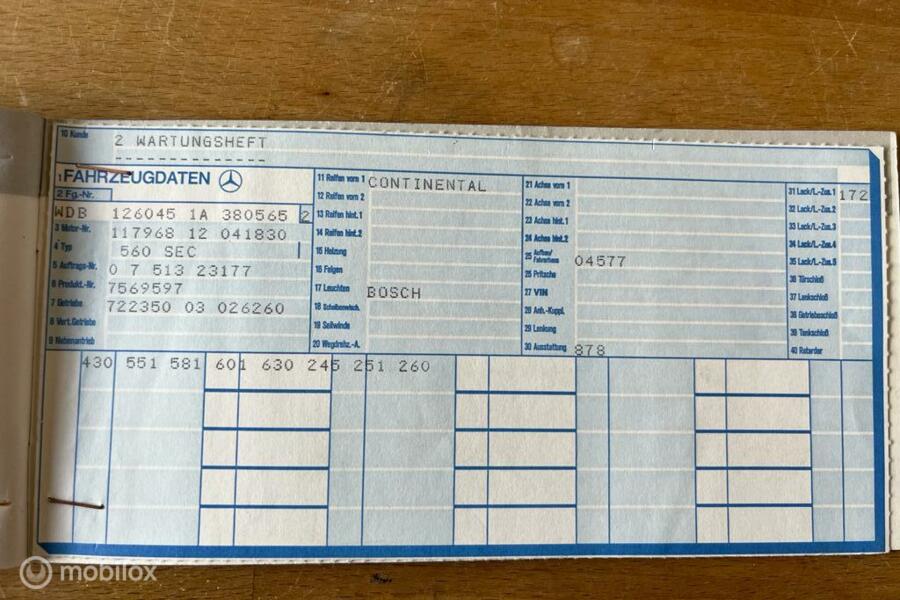 10 Kunde
2 WARTUNGSHEFT
1 FAHRZEUGDATEN
2 Fg.-Nr.
WDB 126045 1A 380565 2
3 Motor-Nr. 117968 12 041830
4 Typ 560 SEC
5 Auftrags-Nr. 0 7 513 23177
6 Produkt.-Nr. 7569597
7 Getriebe 722350 03 026260
8 Vert.Getriebe
9 Nebenantrieb
11 Reifen vorn 1 CONTINENTAL
12 Reifen vorn 2
13 Reifen hint.1
14 Reifen hint.2
15 Heizung
16 Felgen
17 Leuchten BOSCH
18 Scheibenwisch.
19 Seilwinde
20 Wegdrehz.-A.
21 Achse vorn 1
22 Achse vorn 2
23 Achse hint.1
24 Achse hint.2
25 Aufbau/Fahrerhaus 04577
26 Pritsche
27 VIN
28 Anh.-Kuppl.
29 Lenkung
30 Ausstattung 878
31 Lack/L.-Zus.1 172
32 Lack/L.-Zus.2
33 Lack/L.-Zus.3
34 Lack/L.-Zus.4
35 Lack/L.-Zus.5
36 Türschloß
37 Lenkschloß
38 Getriebeschloß
39 Tankschloß
40 Retarder
430 551 581 601 630 245 251 260
mobilox